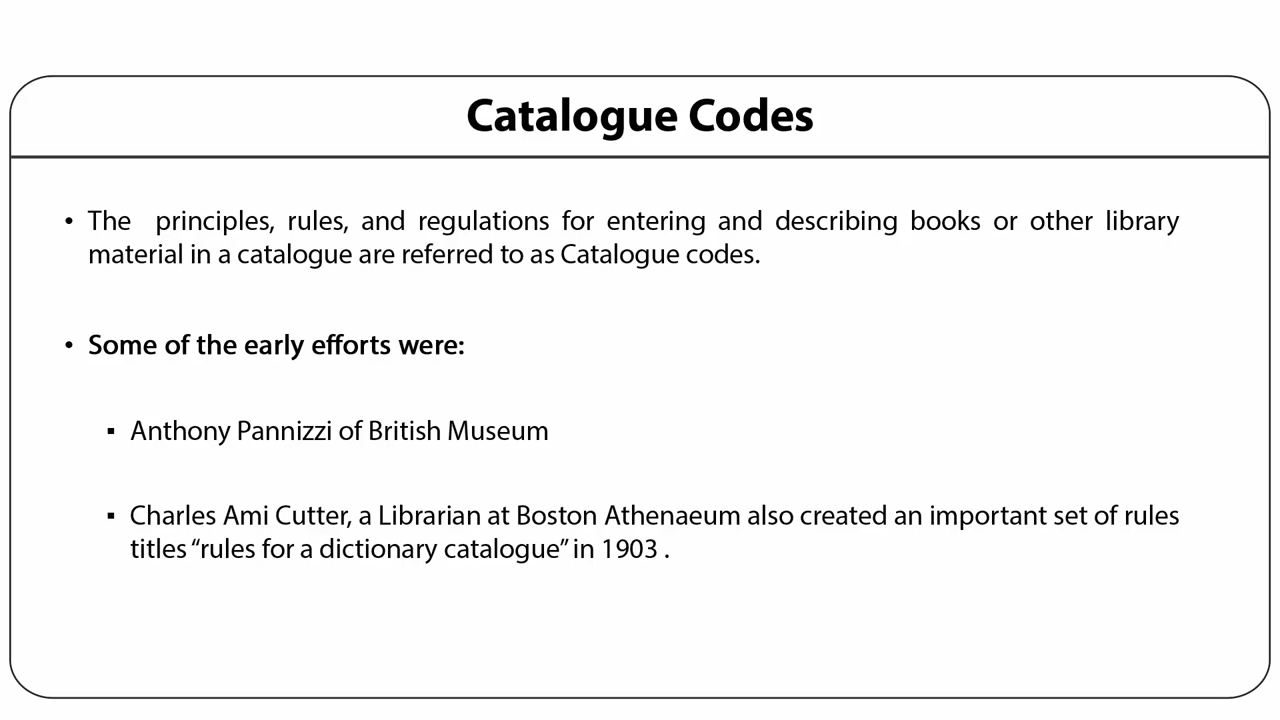 Catalogue Codes
• The principles, rules, and regulations for entering and describing books or other library
material in a catalogue are referred to as Catalogue codes.
• Some of the early efforts were:
▪ Anthony Pannizzi of British Museum
▪ Charles Ami Cutter, a Librarian at Boston Athenaeum also created an important set of rules
titles “rules for a dictionary catalogue” in 1903 .